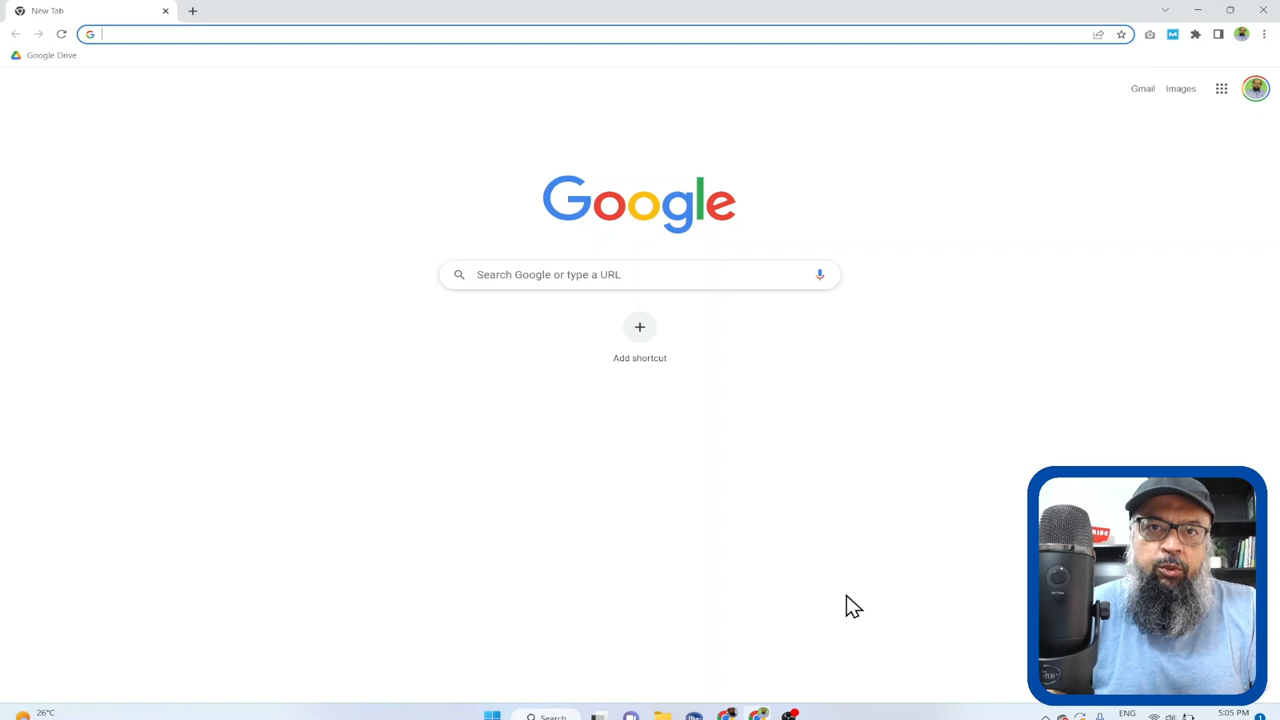 New Tab
Google Drive
Gmail Images
Google
Search Google or type a URL
Add shortcut
Blue
26°C
Search
ENG
5:05 PM